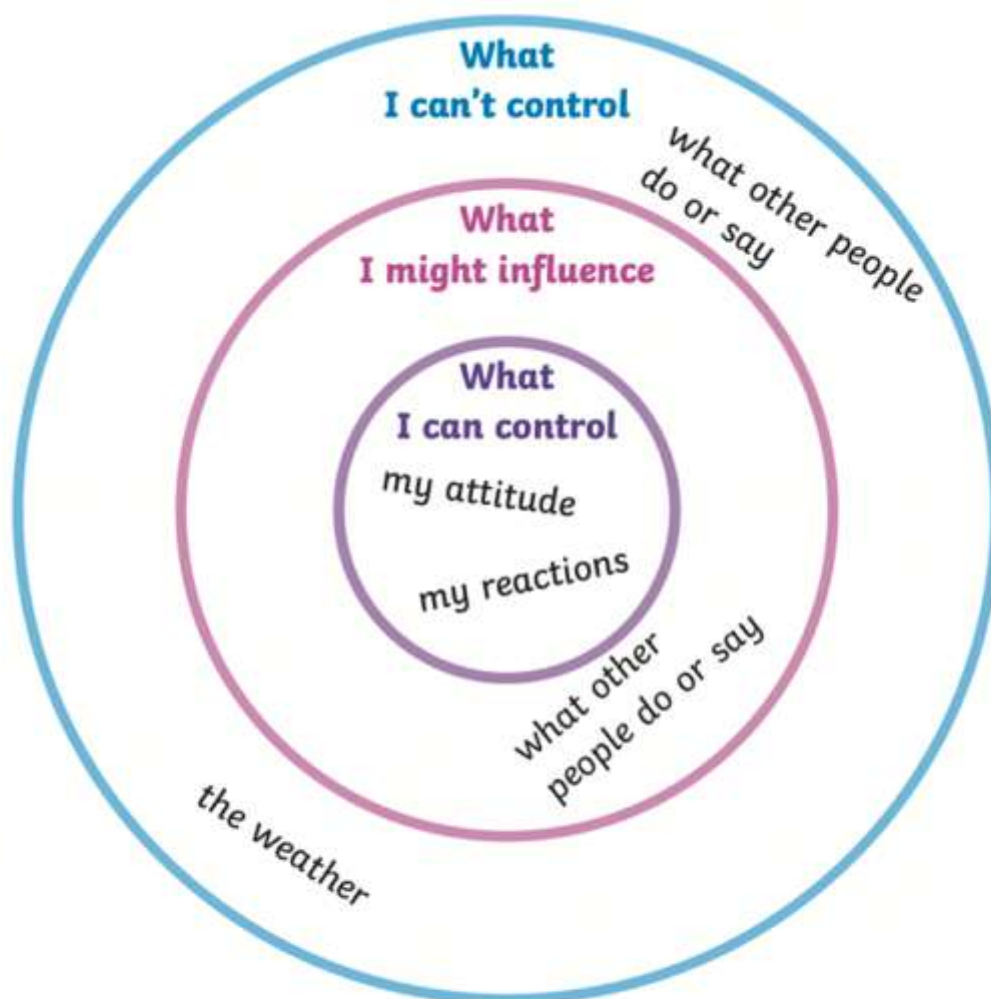 What
I can’t control
what other people
do or say
What
I might influence
What
I can control
my attitude
my reactions
what other
people do or say
the weather